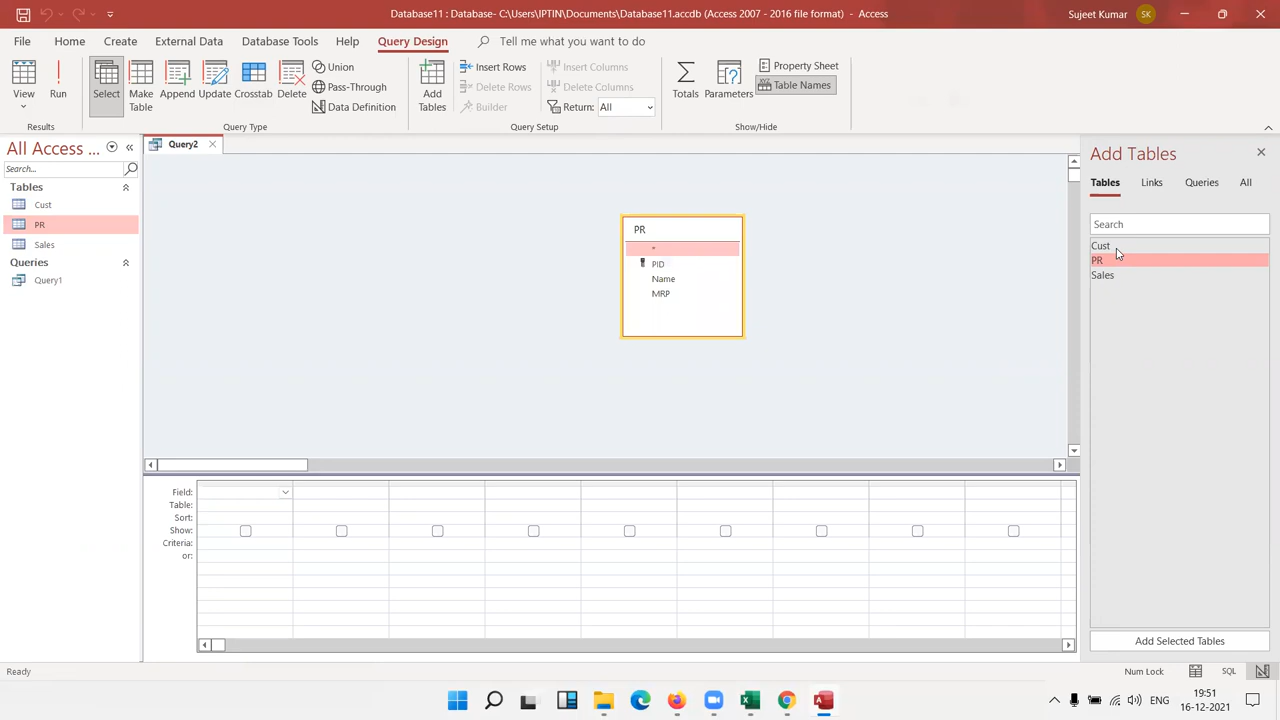 Database11 : Database- C:\Users\IPTIN\Documents\Database11.accdb (Access 2007 - 2016 file format) - Access
Sujeet Kumar
SK
File
Home
Create
External Data
Database Tools
Help
Query Design
Tell me what you want to do
View
Run
Select
Make Table
Append
Update
Crosstab
Delete
Union
Pass-Through
Data Definition
Add Tables
Insert Rows
Delete Rows
Builder
Insert Columns
Delete Columns
Return: All
Totals
Parameters
Property Sheet
Table Names
Results
Query Type
Query Setup
Show/Hide
All Access ...
Search...
Tables
Cust
PR
Sales
Queries
Query1
Query2
PR
*
PID
Name
MRP
Field:
Table:
Sort:
Show:
Criteria:
or:
Add Tables
Tables
Links
Queries
All
Search
Cust
PR
Sales
Add Selected Tables
Ready
Num Lock
SQL
ENG
19:51
16-12-2021